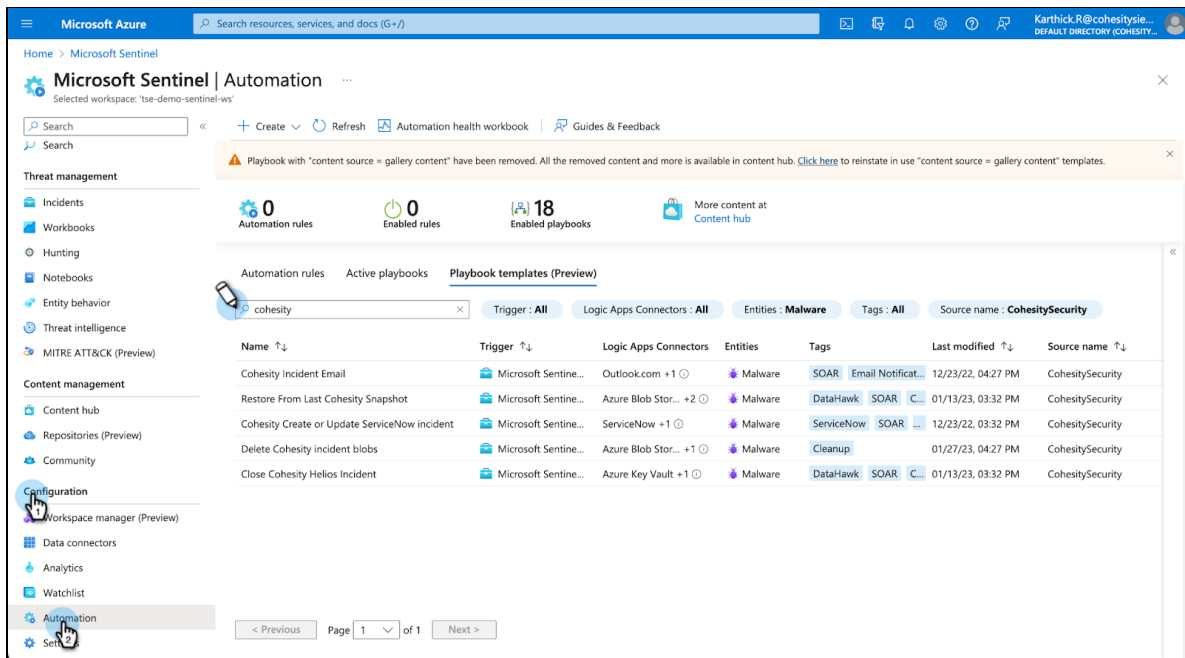 Microsoft Azure
Search resources, services, and docs (G+/)
Karthick.R@cohesitysie...
DEFAULT DIRECTORY (COHESITY...
Home > Microsoft Sentinel
Microsoft Sentinel | Automation ...
Selected workspace: 'tse-demo-sentinel-ws'
Search
Search
Threat management
Incidents
Workbooks
Hunting
Notebooks
Entity behavior
Threat intelligence
MITRE ATT&CK (Preview)
Content management
Content hub
Repositories (Preview)
Community
Configuration
1
Workspace manager (Preview)
Data connectors
Analytics
Watchlist
Automation
2
+ Create Refresh Automation health workbook Guides & Feedback
Playbook with "content source = gallery content" have been removed. All the removed content and more is available in content hub. Click here to reinstate in use "content source = gallery content" templates.
0 0 18 More content at
Automation rules Enabled rules Enabled playbooks Content hub
Automation rules Active playbooks Playbook templates (Preview)
cohesity Trigger : All Logic Apps Connectors : All Entities : Malware Tags : All Source name : CohesitySecurity
Name Trigger Logic Apps Connectors Entities Tags Last modified Source name
Cohesity Incident Email Microsoft Sentine... Outlook.com +1 Malware SOAR Email Notificat... 12/23/22, 04:27 PM CohesitySecurity
Restore From Last Cohesity Snapshot Microsoft Sentine... Azure Blob Stor... +2 Malware DataHawk SOAR C... 01/13/23, 03:32 PM CohesitySecurity
Cohesity Create or Update ServiceNow incident Microsoft Sentine... ServiceNow +1 Malware ServiceNow SOAR ... 12/23/22, 03:32 PM CohesitySecurity
Delete Cohesity incident blobs Microsoft Sentine... Azure Blob Stor... +1 Malware Cleanup 01/27/23, 04:27 PM CohesitySecurity
Close Cohesity Helios Incident Microsoft Sentine... Azure Key Vault +1 Malware DataHawk SOAR C... 01/13/23, 03:32 PM CohesitySecurity
< Previous Page 1 of 1 Next >